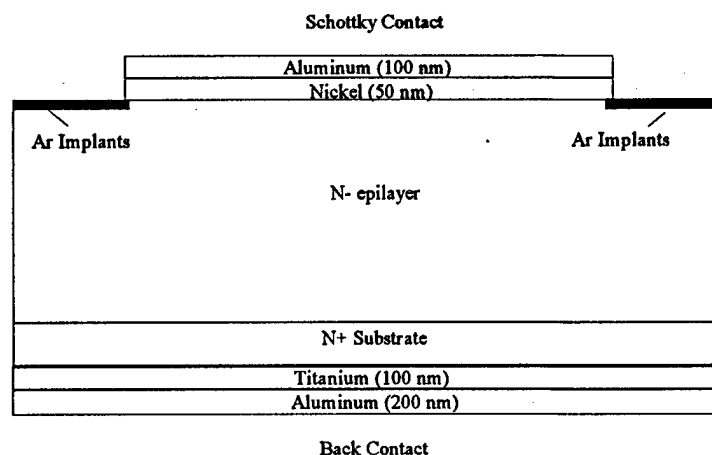 Schottky Contact
Aluminum (100 nm)
Nickel (50 nm)
Ar Implants
Ar Implants
N- epilayer
N+ Substrate
Titanium (100 nm)
Aluminum (200 nm)
Back Contact